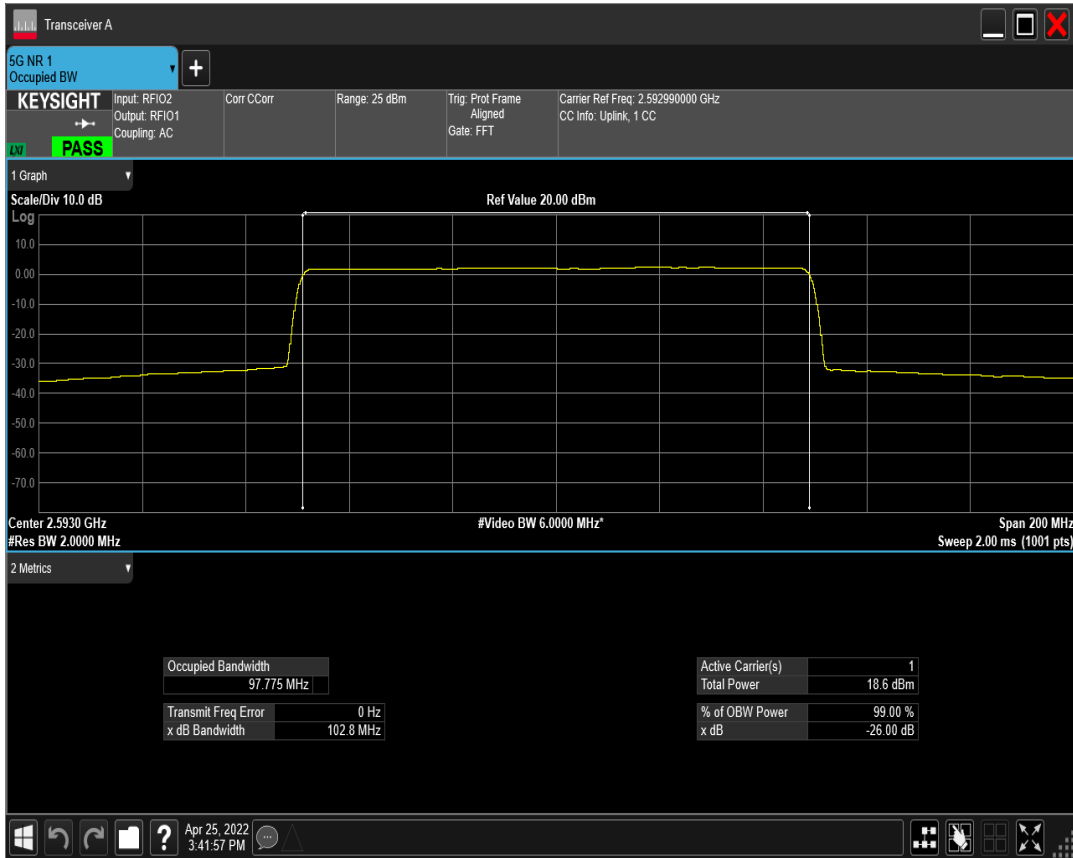 Transceiver A
5G NR 1
Occupied BW
KEYSIGHT
LXI
PASS
Input: RFIO2
Output: RFIO1
Coupling: AC
Corr CCorr
Range: 25 dBm
Trig: Prot Frame
Aligned
Gate: FFT
Carrier Ref Freq: 2.592990000 GHz
CC Info: Uplink, 1 CC
1 Graph
Scale/Div 10.0 dB
Ref Value 20.00 dBm
Log
10.0
0.00
-10.0
-20.0
-30.0
-40.0
-50.0
-60.0
-70.0
Center 2.5930 GHz
#Video BW 6.0000 MHz*
Span 200 MHz
#Res BW 2.0000 MHz
Sweep 2.00 ms (1001 pts)
2 Metrics
Occupied Bandwidth
97.775 MHz
Transmit Freq Error 0 Hz
x dB Bandwidth 102.8 MHz
Active Carrier(s) 1
Total Power 18.6 dBm
% of OBW Power 99.00 %
x dB -26.00 dB
?
Apr 25, 2022
3:41:57 PM